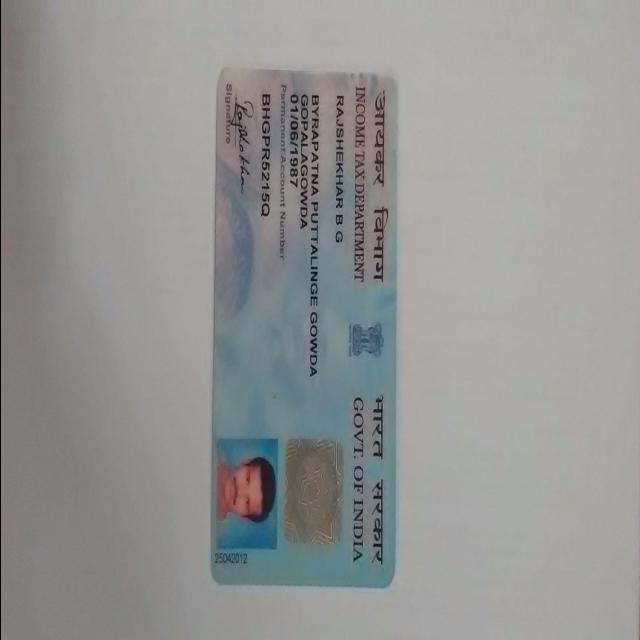 आयकर विभाग
INCOME TAX DEPARTMENT
भारत सरकार
GOVT. OF INDIA
RAJSHEKHAR B G
BYRAPATNA PUTTALINGE GOWDA
GOPALAGOWDA
01/06/1987
Permanent Account Number
BHGPR5215Q
Signature
25042012